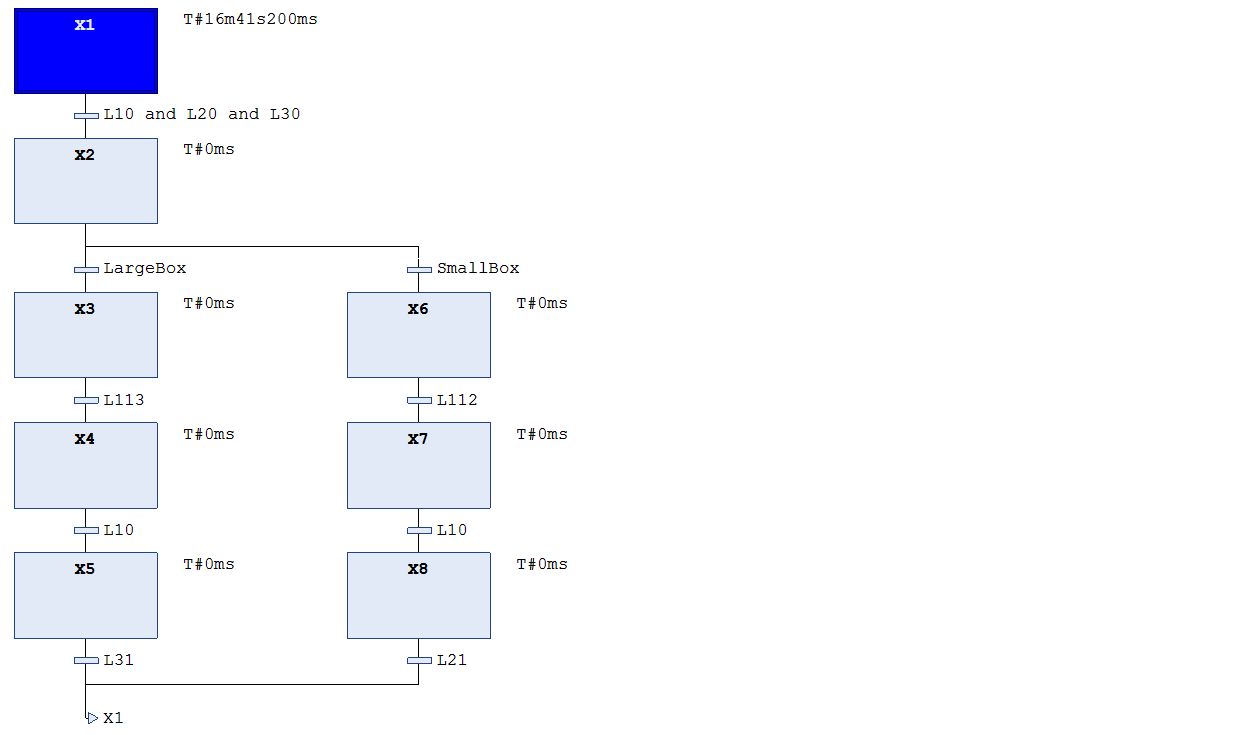 X1 T#16m41s200ms
L10 and L20 and L30
X2 T#0ms
LargeBox SmallBox
X3 T#0ms X6 T#0ms
L113 L112
X4 T#0ms X7 T#0ms
L10 L10
X5 T#0ms X8 T#0ms
L31 L21
X1